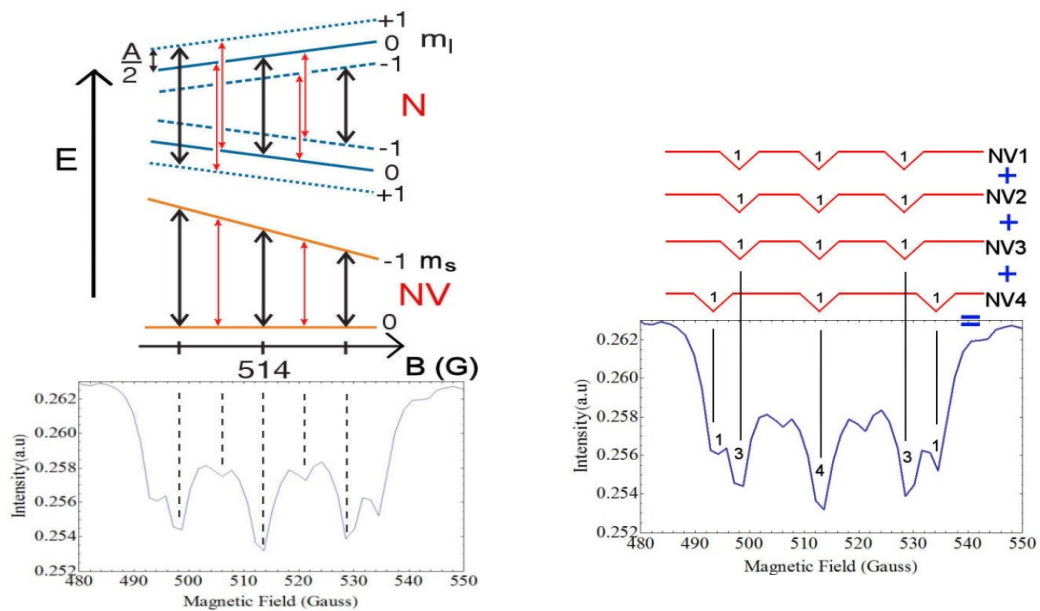 +1
0 m_I
-1
A
2
N
-1
0
+1
E
-1 m_s
NV
0
514 B (G)
0.262
0.260
0.258
0.256
0.254
0.252
Intensity(a.u)
480 490 500 510 520 530 540 550
Magnetic Field (Gauss)
1 1 1 NV1
+
1 1 1 NV2
+
1 1 1 NV3
+
1 1 1 NV4
=
0.262
0.260
0.258
0.256
0.254
0.252
Intensity(a.u)
1 3 4 3 1
480 490 500 510 520 530 540 550
Magnetic Field (Gauss)